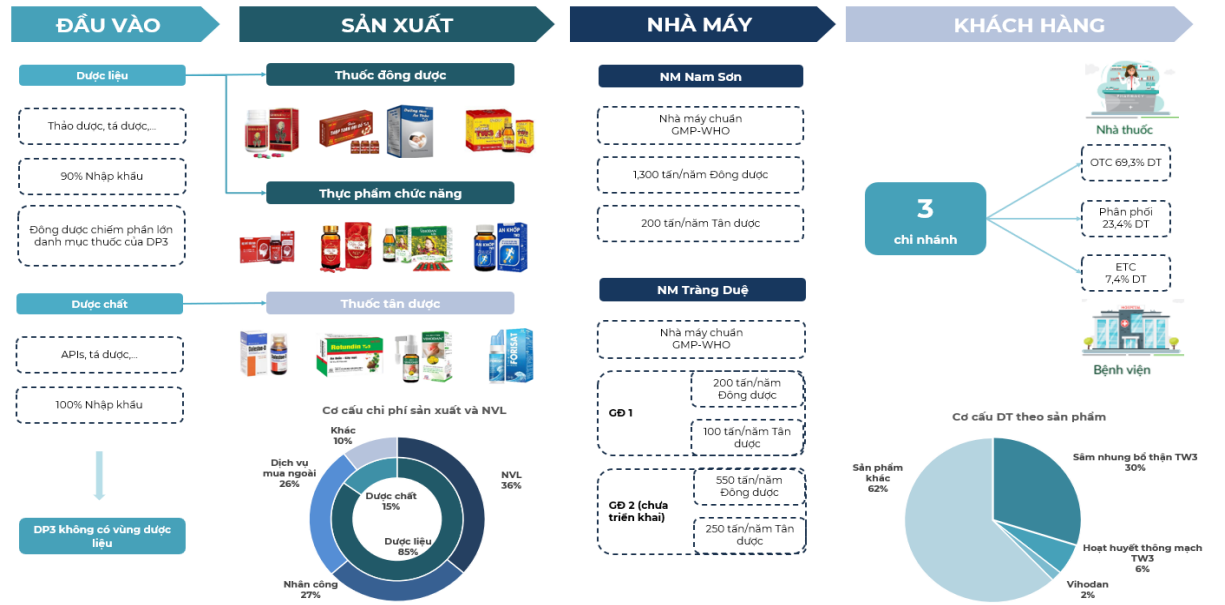 ĐẦU VÀO
SẢN XUẤT
NHÀ MÁY
KHÁCH HÀNG
Dược liệu
Thảo dược, tá dược,...
90% Nhập khẩu
Đông dược chiếm phần lớn
danh mục thuốc của DP3
Dược chất
APIs, tá dược,...
100% Nhập khẩu
DP3 không có vùng dược
liệu
Thuốc đông dược
Thực phẩm chức năng
AN KHỚP
AN KHỚP
Thuốc tân dược
Rotundin
FORISAT
Cơ cấu chi phí sản xuất và NVL
Khác
10%
Dịch vụ
mua ngoài
26%
NVL
36%
Dược chất
15%
Dược liệu
85%
Nhân công
27%
NM Nam Sơn
Nhà máy chuẩn
GMP-WHO
1,300 tấn/năm Đông dược
200 tấn/năm Tân dược
NM Tràng Duệ
Nhà máy chuẩn
GMP-WHO
GĐ 1
200 tấn/năm
Đông dược
100 tấn/năm Tân
dược
GĐ 2 (chưa
triển khai)
550 tấn/năm
Đông dược
250 tấn/năm Tân
dược
3
chi nhánh
Nhà thuốc
OTC 69,3% DT
Phân phối
23,4% DT
ETC
7,4% DT
Bệnh viện
Cơ cấu DT theo sản phẩm
Sản phẩm
khác
62%
Sâm nhung bổ thận TW3
30%
Hoạt huyết thông mạch
TW3
6%
Vihodan
2%